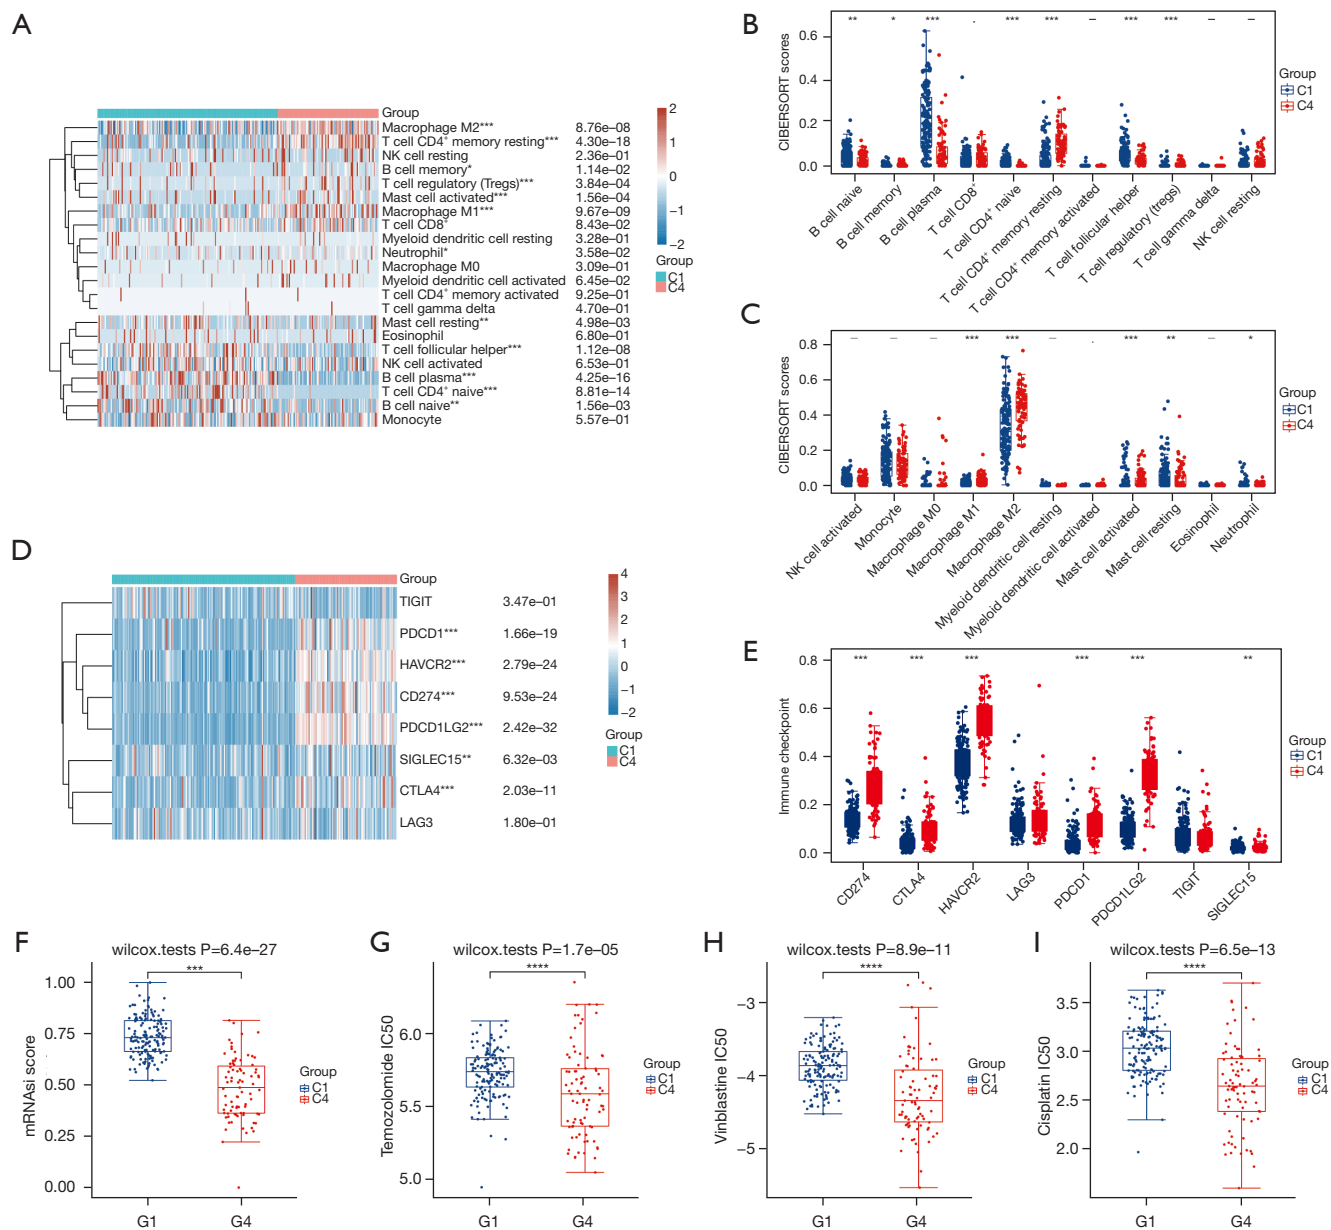 A
Group
Macrophage M2*** 8.76e–08
T cell CD4+ memory resting*** 4.30e–18
NK cell resting 2.36e–01
B cell memory* 1.14e–02
T cell regulatory (Tregs)*** 3.84e–04
Mast cell activated*** 1.56e–04
Macrophage M1*** 9.67e–09
T cell CD8+ 8.43e–02
Myeloid dendritic cell resting 3.28e–01
Neutrophil* 3.58e–02
Macrophage M0 3.09e–01
Myeloid dendritic cell activated 6.45e–02
T cell CD4+ memory activated 9.25e–01
T cell gamma delta 4.70e–01
Mast cell resting** 4.98e–03
Eosinophil 6.80e–01
T cell follicular helper*** 1.12e–08
NK cell activated 6.53e–01
B cell plasma*** 4.25e–16
T cell CD4+ naive*** 8.81e–14
B cell naive** 1.56e–03
Monocyte 5.57e–01
2
1
0
–1
–2
Group
C1
C4
B
CIBERSORT scores
0.6
0.4
0.2
0.0
** * *** . *** *** – *** *** – –
B cell naive
B cell memory
B cell plasma
T cell CD8+
T cell CD4+ naive
T cell CD4+ memory resting
T cell CD4+ memory activated
T cell follicular helper
T cell regulatory (tregs)
T cell gamma delta
NK cell resting
Group
C1
C4
C
CIBERSORT scores
0.8
0.6
0.4
0.2
0.0
– – – *** *** – . *** ** – *
NK cell activated
Monocyte
Macrophage M0
Macrophage M1
Macrophage M2
Myeloid dendritic cell resting
Myeloid dendritic cell activated
Mast cell activated
Mast cell resting
Eosinophil
Neutrophil
Group
C1
C4
D
Group
TIGIT 3.47e–01
PDCD1*** 1.66e–19
HAVCR2*** 2.79e–24
CD274*** 9.53e–24
PDCD1LG2*** 2.42e–32
SIGLEC15** 6.32e–03
CTLA4*** 2.03e–11
LAG3 1.80e–01
4
3
2
1
0
–1
–2
Group
C1
C4
E
Immune checkpoint
0.8
0.6
0.4
0.2
0.0
*** *** *** *** *** **
CD274
CTLA4
HAVCR2
LAG3
PDCD1
PDCD1LG2
TIGIT
SIGLEC15
Group
C1
C4
F
wilcox.tests P=6.4e–27
***
mRNAsi score
1.00
0.75
0.50
0.25
0.00
G1 G4
Group
C1
C4
G
wilcox.tests P=1.7e–05
****
Temozolomide IC50
6.0
5.5
5.0
G1 G4
Group
C1
C4
H
wilcox.tests P=8.9e–11
****
Vinblastine IC50
–3
–4
–5
G1 G4
Group
C1
C4
I
wilcox.tests P=6.5e–13
****
Cisplatin IC50
3.5
3.0
2.5
2.0
G1 G4
Group
C1
C4